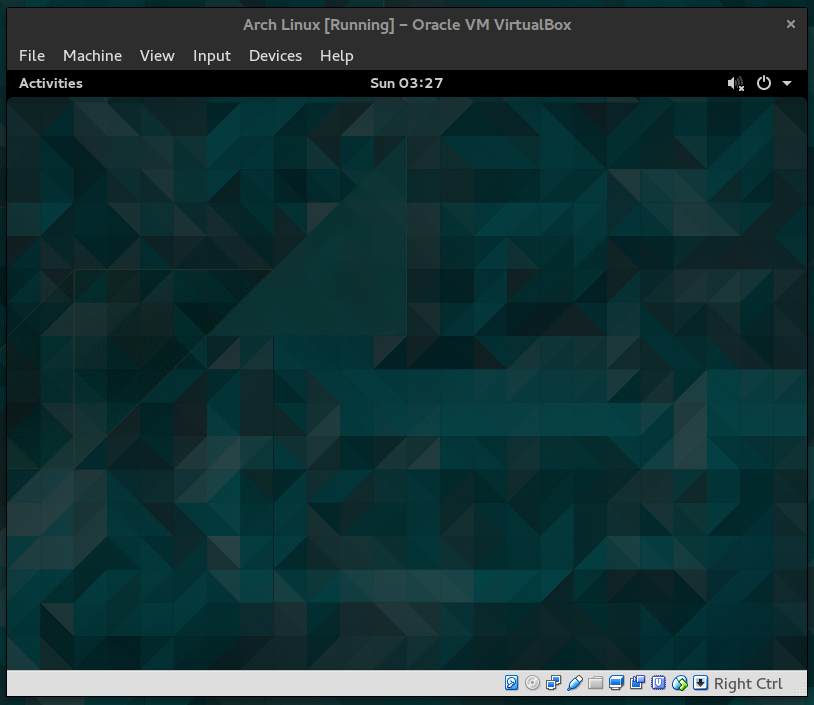 Arch Linux [Running] – Oracle VM VirtualBox
File Machine View Input Devices Help
Activities Sun 03:27
Right Ctrl